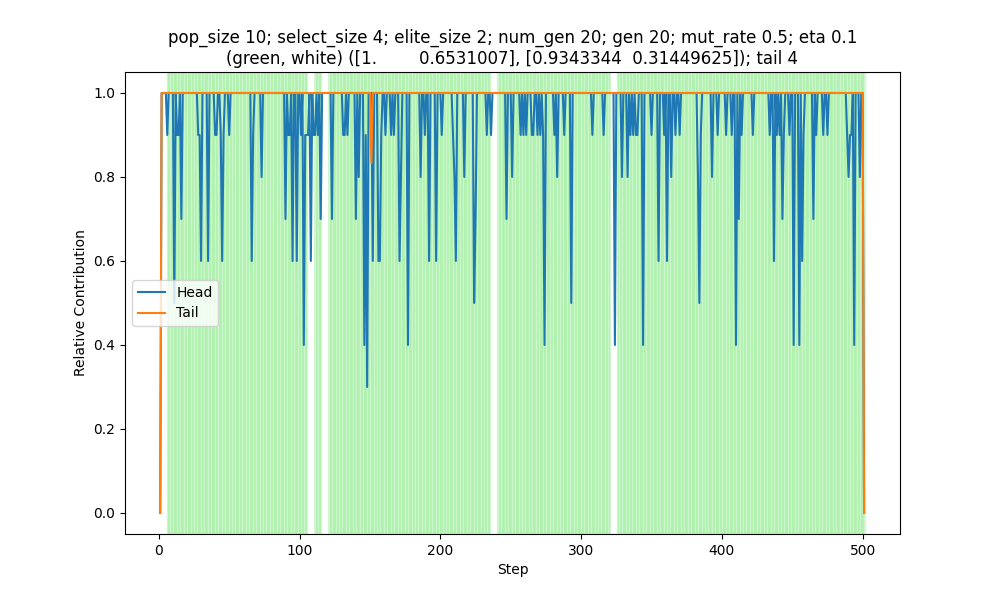 pop_size 10; select_size 4; elite_size 2; num_gen 20; gen 20; mut_rate 0.5; eta 0.1
(green, white) ([1. 0.6531007], [0.9343344 0.31449625]); tail 4
1.0
0.8
0.6
0.4
0.2
0.0
Relative Contribution
Head
Tail
0 100 200 300 400 500
Step